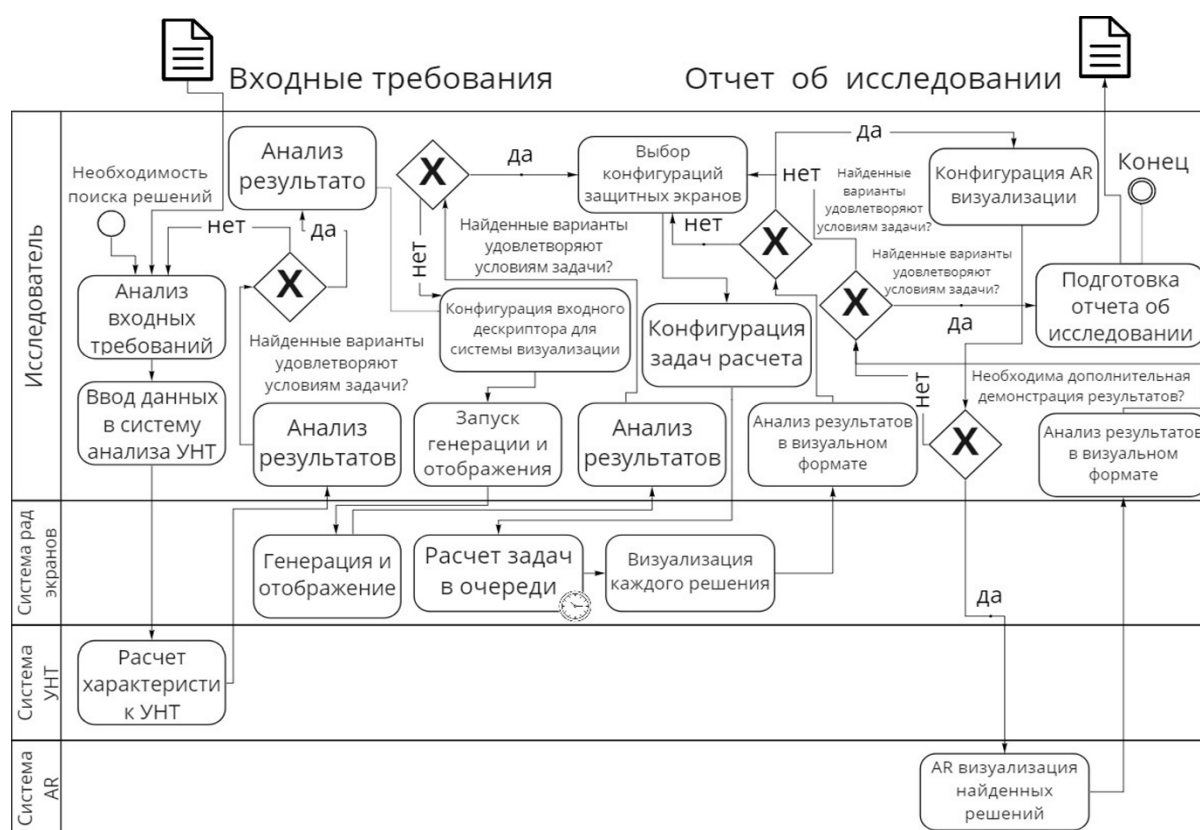 Входные требования
Отчет об исследовании
Исследователь
Необходимость
поиска решений
Анализ
результато
Х
да
нет
Выбор
конфигураций
защитных экранов
да
нет
нет
Х
Найденные
варианты
удовлетворяют
условиям задачи?
Конфигурация AR
визуализации
Конец
нет
да
Х
Анализ
входных
требований
Найденные варианты
удовлетворяют
условиям задачи?
Найденные варианты
удовлетворяют
условиям задачи?
Конфигурация входного
дескриптора для
системы визуализации
Конфигурация
задач расчета
Х
Найденные
варианты
удовлетворяют
условиям задачи?
да
Подготовка
отчета об
исследовании
Ввод данных
в систему
анализа УНТ
Анализ
результатов
Запуск
генерации и
отображения
Анализ
результатов
Анализ результатов
в визуальном
формате
нет
Х
Необходима дополнительная
демонстрация результатов?
Анализ результатов
в визуальном
формате
Система рад
экранов
Генерация и
отображение
Расчет задач
в очереди
Визуализация
каждого решения
да
Система
УНТ
Расчет
характеристи
к УНТ
Система
AR
AR визуализация
найденных
решений